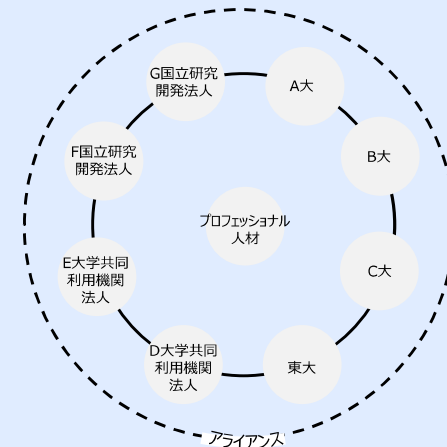 G国立研究
開発法人
A大
F国立研究
開発法人
B大
プロフェッショナル
人材
E大学共同
利用機関
法人
C大
D大学共同
利用機関
法人
東大
アライアンス